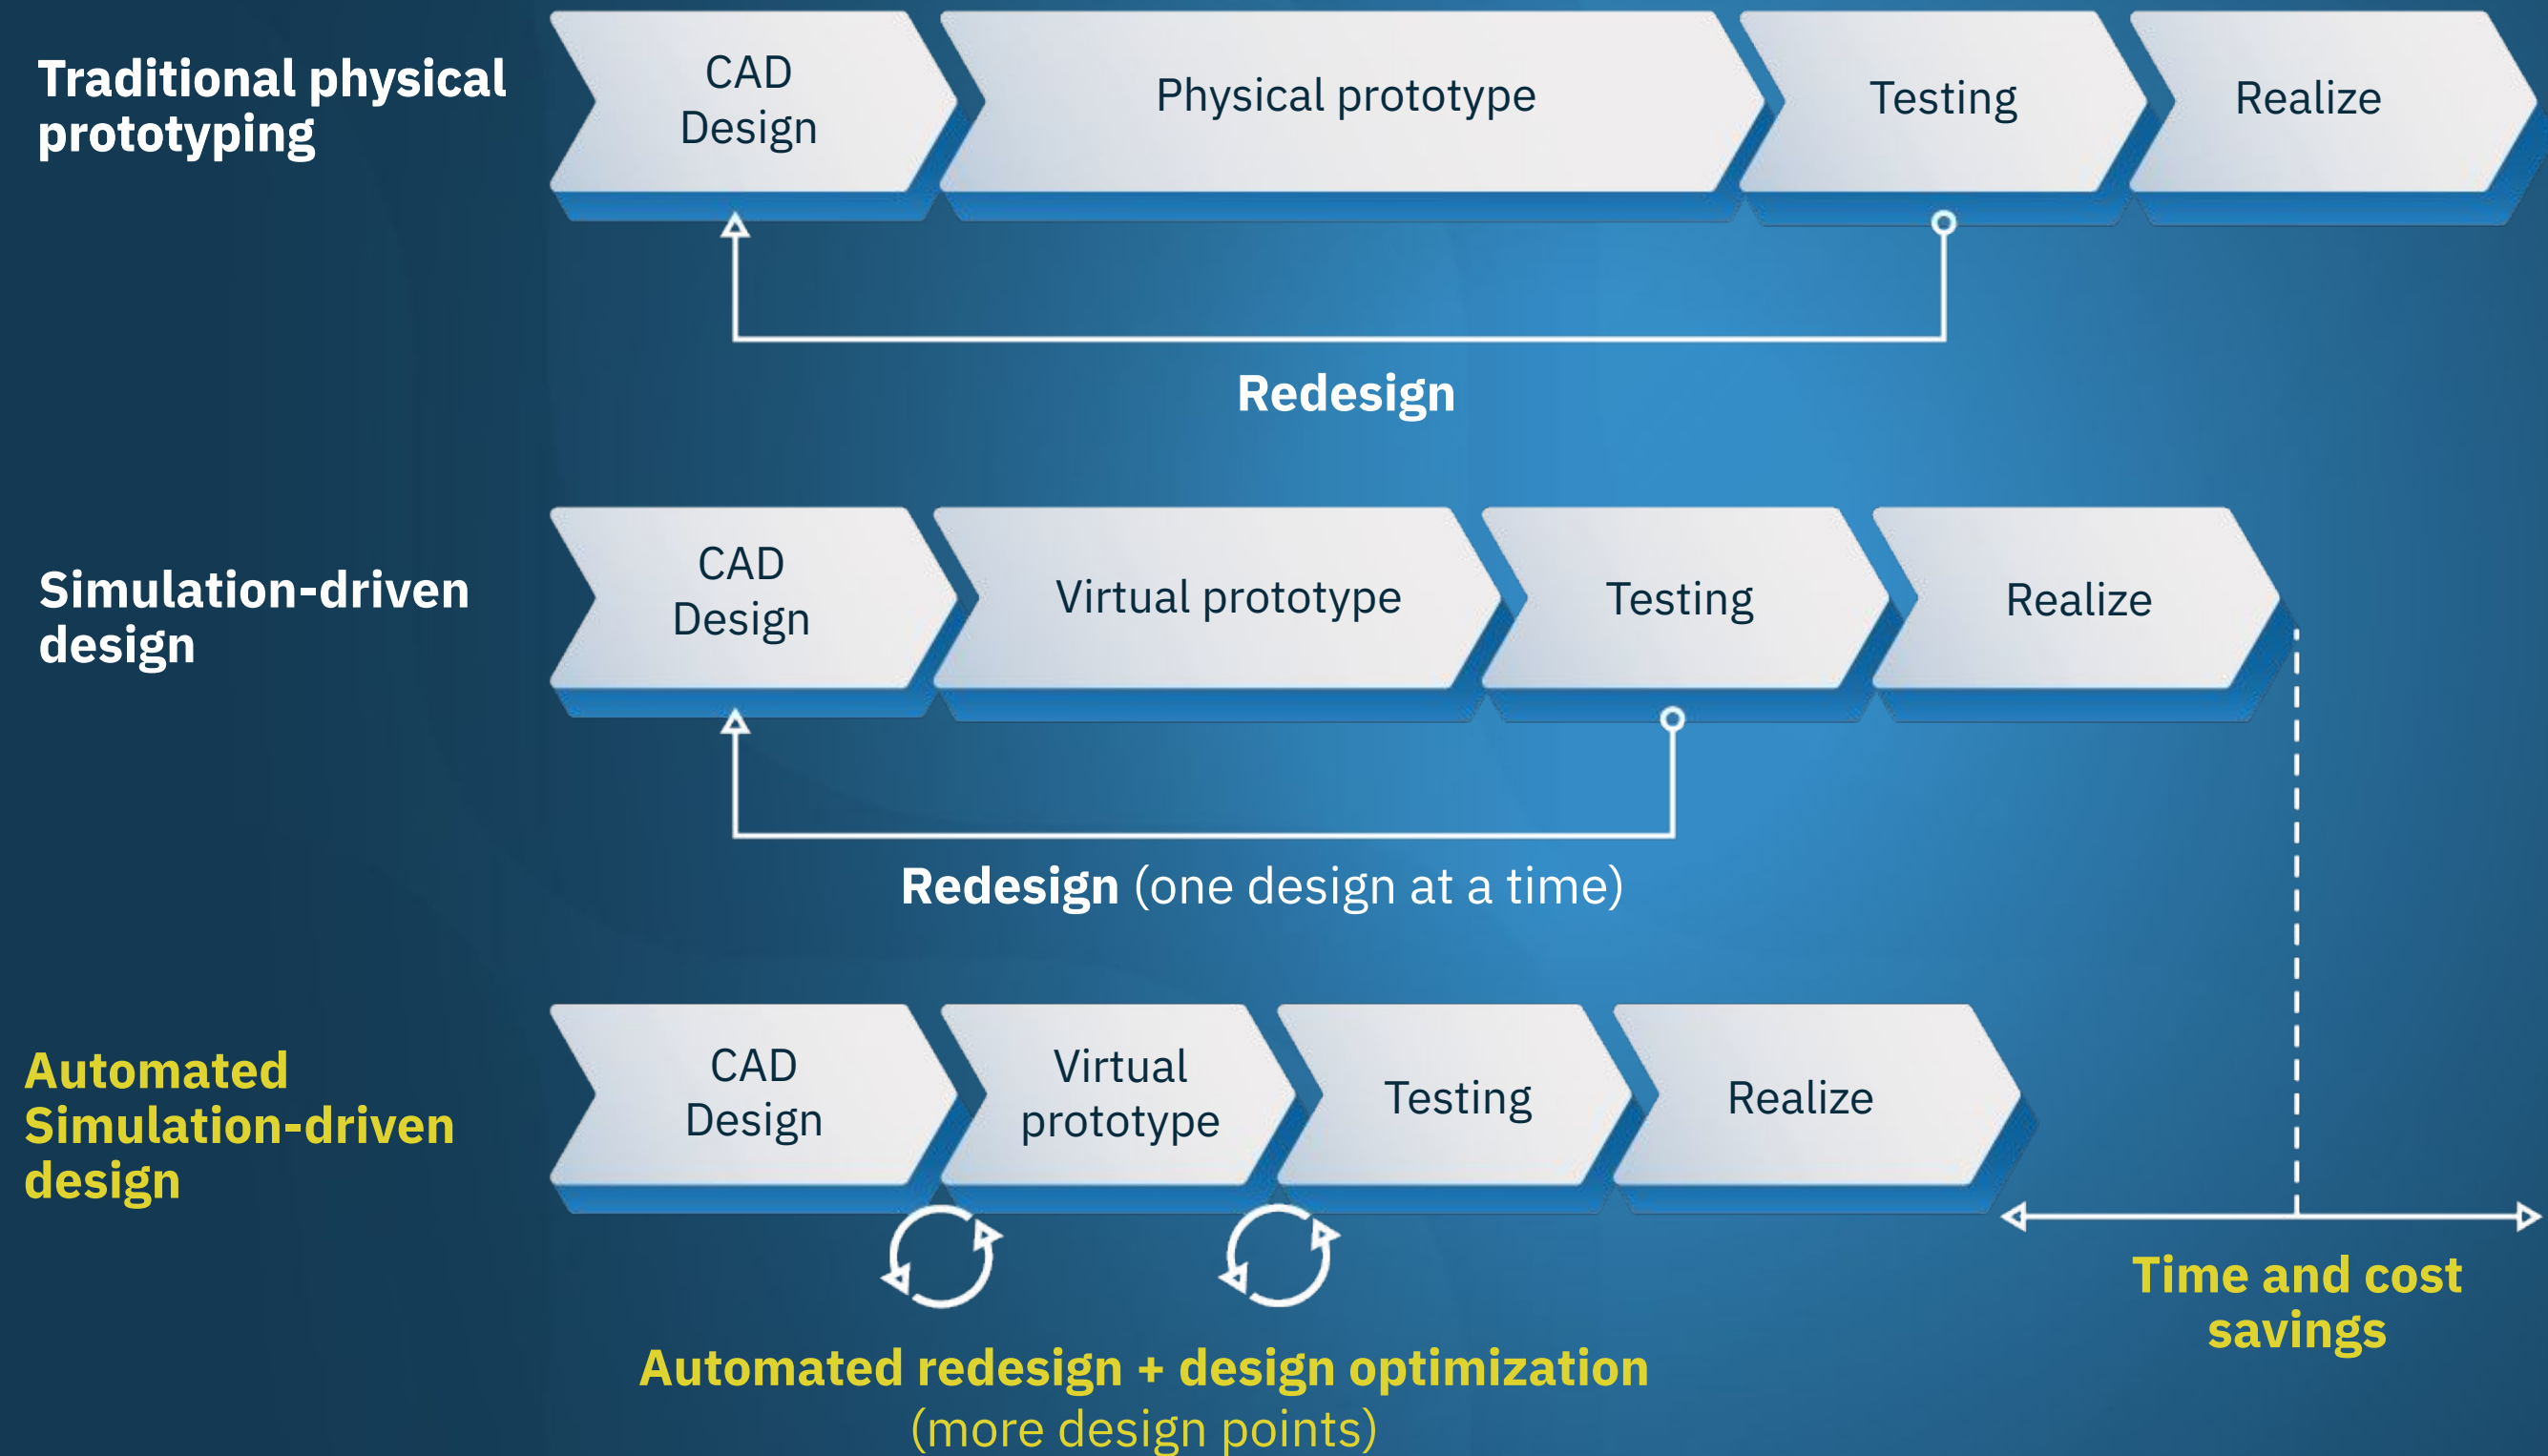 Traditional physical
prototyping
CAD
Design
Physical prototype
Testing
Realize
Redesign
Simulation-driven
design
CAD
Design
Virtual prototype
Testing
Realize
Redesign (one design at a time)
Automated
Simulation-driven
design
CAD
Design
Virtual
prototype
Testing
Realize
Automated redesign + design optimization
(more design points)
Time and cost
savings